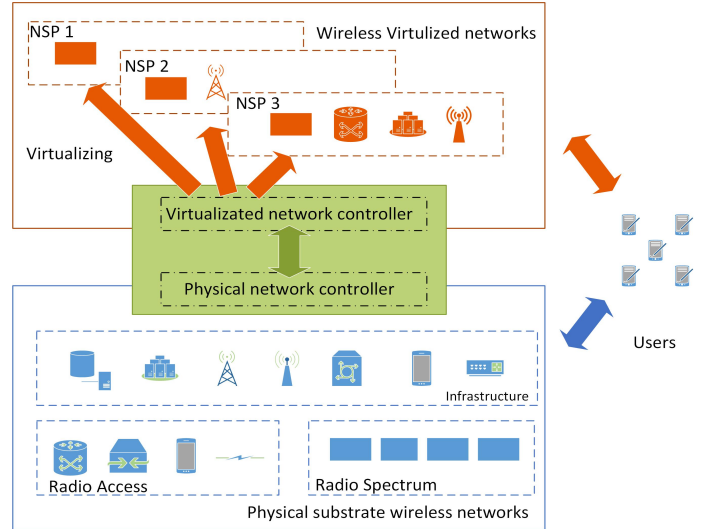 NSP 1
Wireless Virtulized networks
NSP 2
NSP 3
Virtualizing
Virtualizated network controller
Physical network controller
Users
Infrastructure
Radio Access
Radio Spectrum
Physical substrate wireless networks